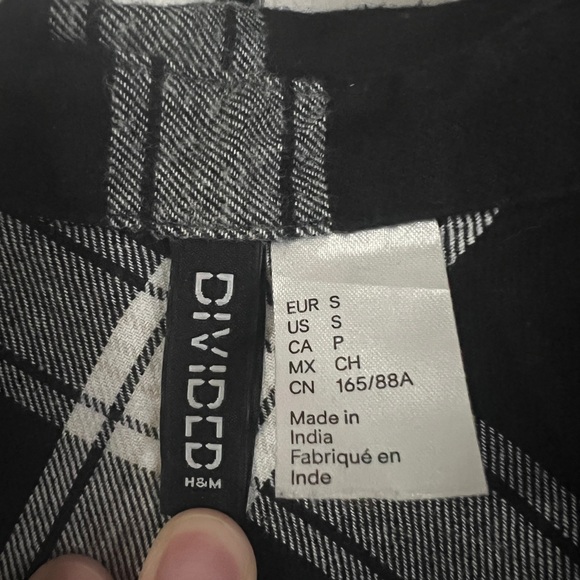 DIVIDED
H&M
EUR S
US S
CA P
MX CH
CN 165/88A
Made in
India
Fabriqué en
Inde